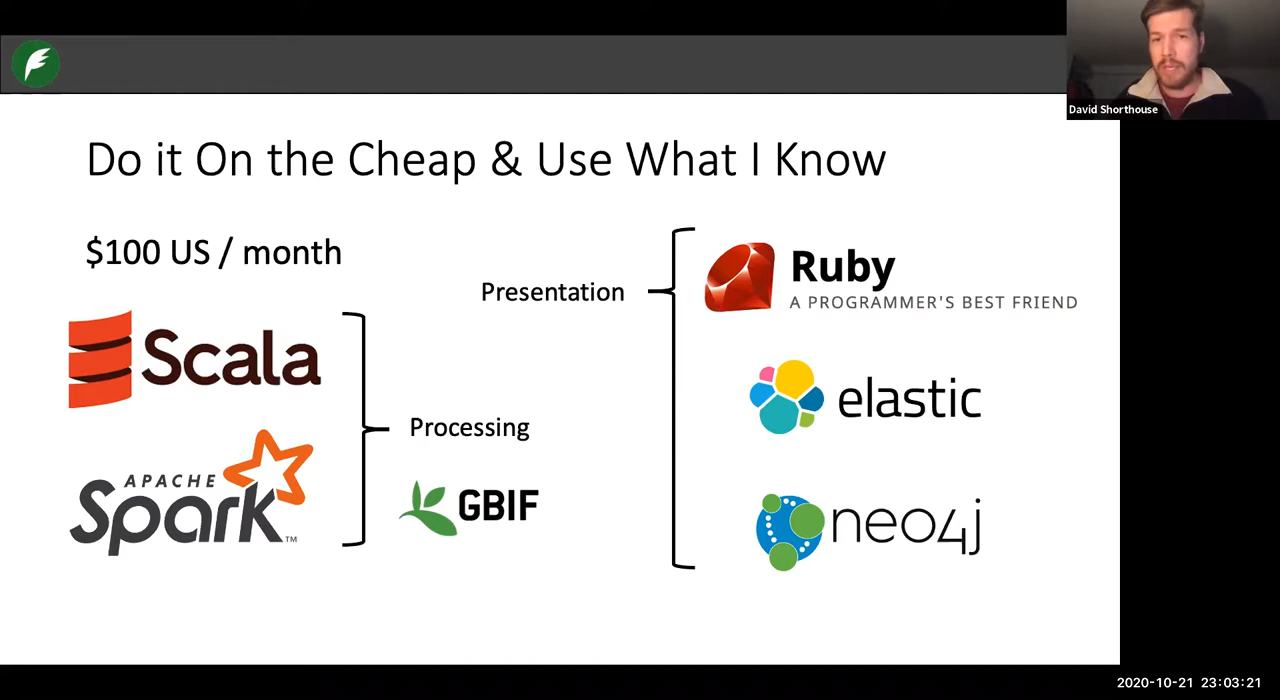 David Shorthouse
Do it On the Cheap & Use What I Know
$100 US / month
Scala
APACHE
Spark™
Processing
GBIF
Presentation
Ruby
A PROGRAMMER'S BEST FRIEND
elastic
neo4j
2020-10-21 23:03:21